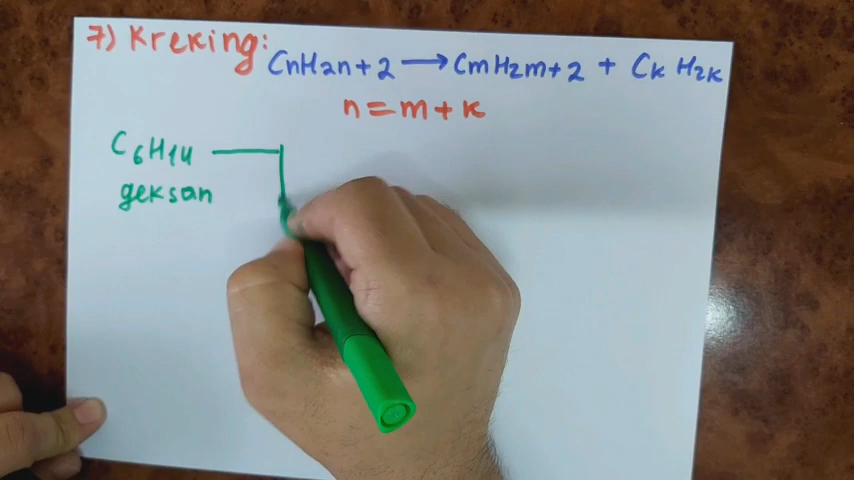 7) Kreking:
CnH2n+2 → CmH2m+2 + CkH2k
n=m+k
C6H14
geksan